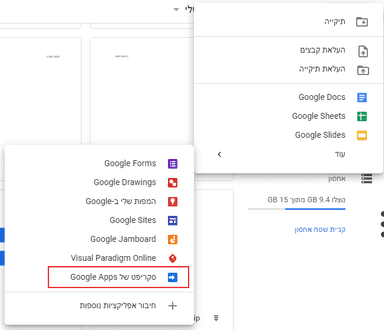 שלי
תיקייה
העלאת קבצים
העלאת תיקייה
Google Docs
Google Sheets
Google Slides
עוד
אחסון
נוצלו 9.4 GB מתוך 15 GB
קניית שטח אחסון
Google Forms
Google Drawings
המפות שלי ב-Google
Google Sites
Google Jamboard
Visual Paradigm Online
סקריפט של Google Apps
חיבור אפליקציות נוספות